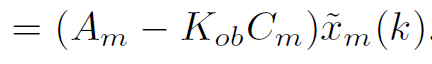 = (A_m − K_{ob}C_m)x̃_m(k).